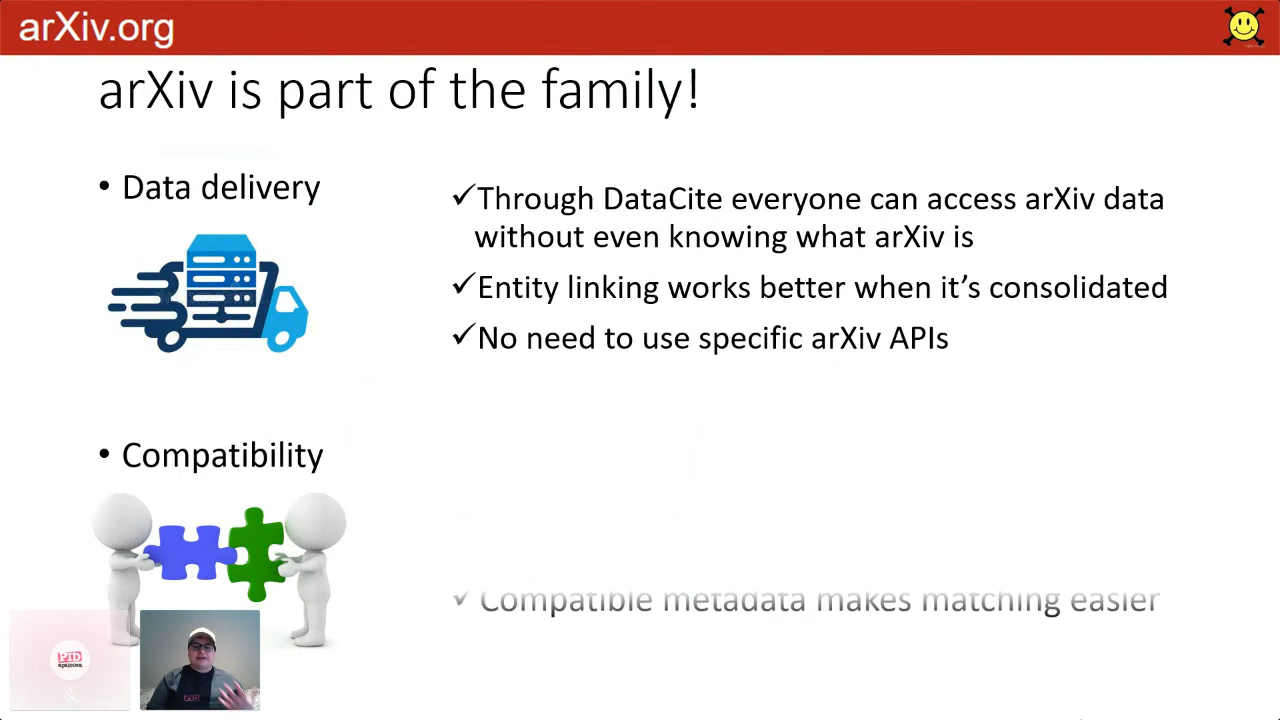 arXiv.org
arXiv is part of the family!
• Data delivery
✓Through DataCite everyone can access arXiv data
without even knowing what arXiv is
✓Entity linking works better when it’s consolidated
✓No need to use specific arXiv APIs
• Compatibility
✓Compatible metadata makes matching easier
PID
apalooza